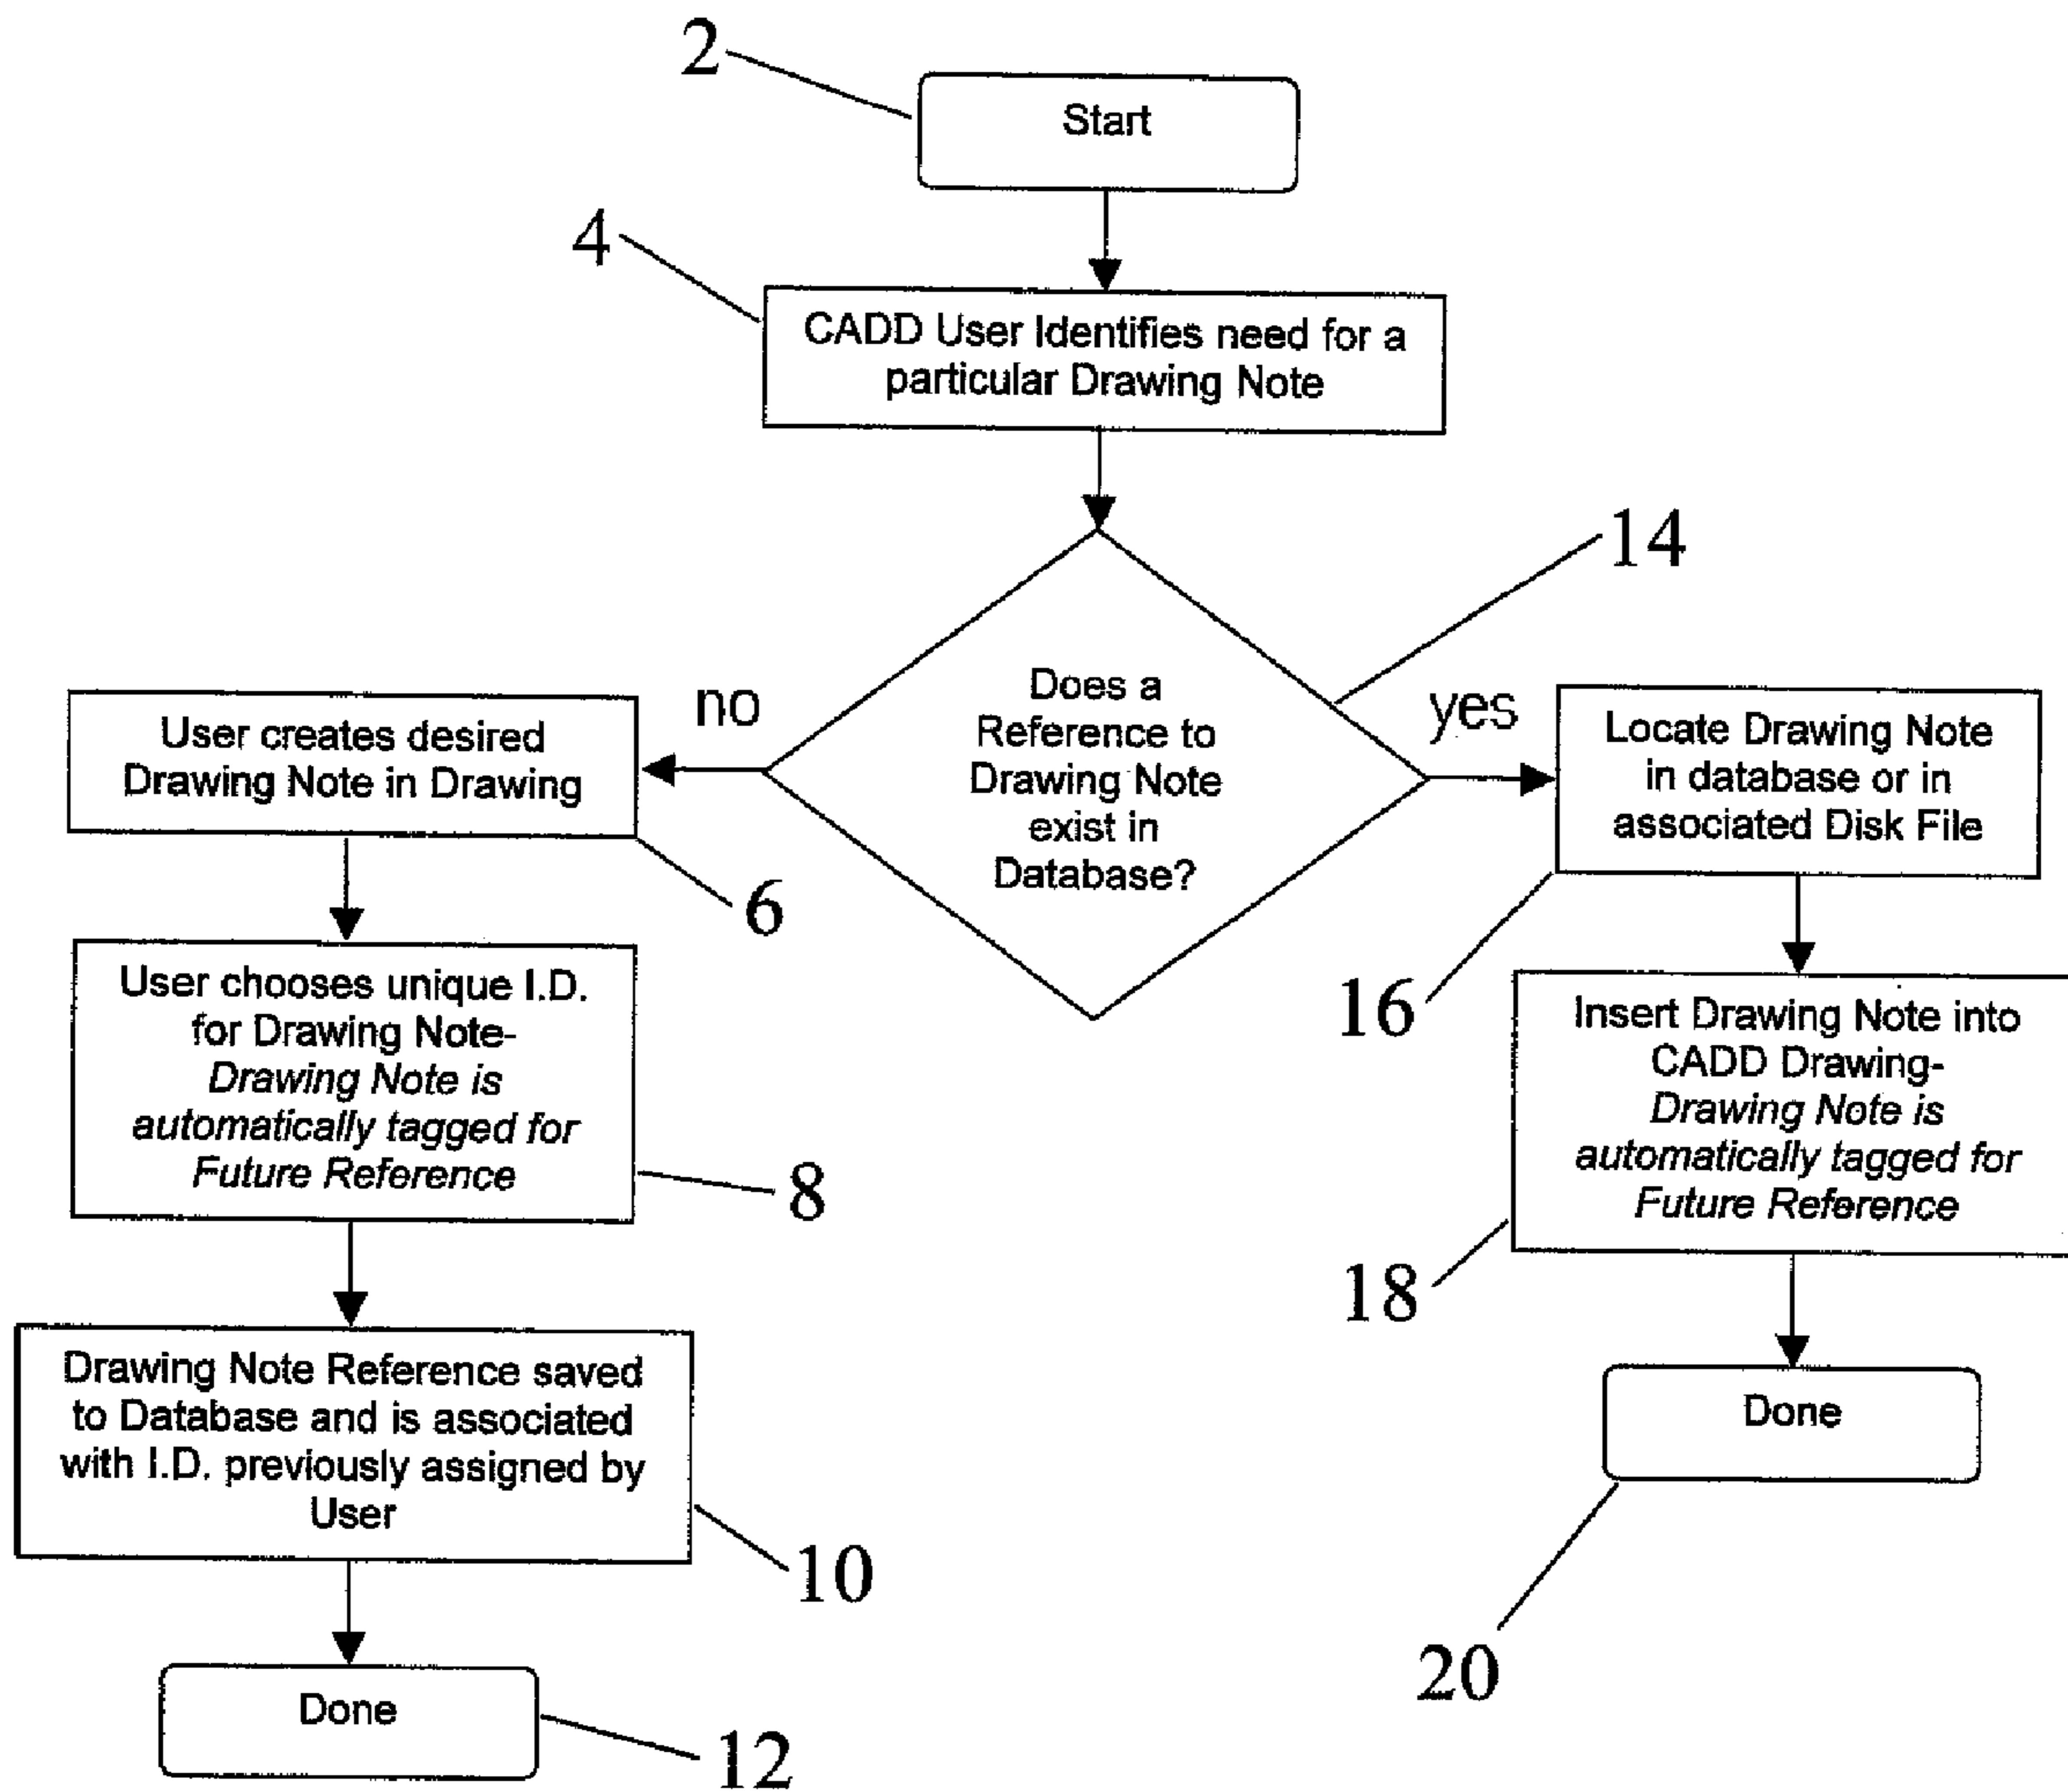 2
Start
4
CADD User Identifies need for a
particular Drawing Note
14
Does a
Reference to
Drawing Note
exist in
Database?
no
yes
User creates desired
Drawing Note in Drawing
6
User chooses unique I.D.
for Drawing Note-
Drawing Note is
automatically tagged for
Future Reference
8
Drawing Note Reference saved
to Database and is associated
with I.D. previously assigned by
User
10
Done
12
Locate Drawing Note
in database or in
associated Disk File
16
Insert Drawing Note into
CADD Drawing-
Drawing Note is
automatically tagged for
Future Reference
18
Done
20